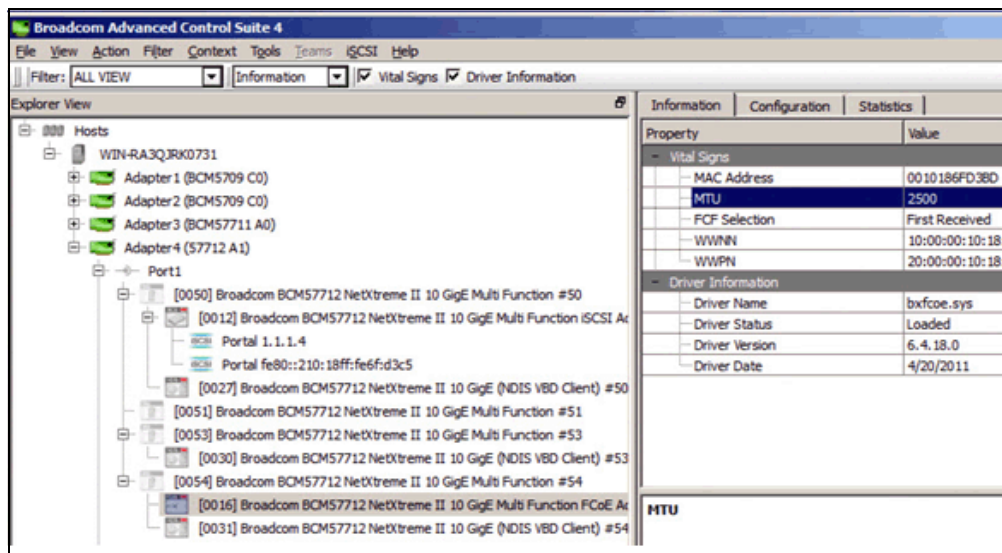 Broadcom Advanced Control Suite 4
File View Action Filter Context Tools Teams iSCSI Help
Filter: ALL VIEW Information Vital Signs Driver Information
Explorer View
Hosts
WIN-RA3QJRK0731
Adapter1 (BCM5709 C0)
Adapter2 (BCM5709 C0)
Adapter3 (BCM57711 A0)
Adapter4 (57712 A1)
Port1
[0050] Broadcom BCM57712 NetXtreme II 10 GigE Multi Function #50
[0012] Broadcom BCM57712 NetXtreme II 10 GigE Multi Function iSCSI Ad
iSCSI Portal 1.1.1.4
iSCSI Portal fe80::210:18ff:fe6f:d3c5
[0027] Broadcom BCM57712 NetXtreme II 10 GigE (NDIS VBD Client) #50
[0051] Broadcom BCM57712 NetXtreme II 10 GigE Multi Function #51
[0053] Broadcom BCM57712 NetXtreme II 10 GigE Multi Function #53
[0030] Broadcom BCM57712 NetXtreme II 10 GigE (NDIS VBD Client) #53
[0054] Broadcom BCM57712 NetXtreme II 10 GigE Multi Function #54
[0016] Broadcom BCM57712 NetXtreme II 10 GigE Multi Function FCoE Ad
[0031] Broadcom BCM57712 NetXtreme II 10 GigE (NDIS VBD Client) #54
Information Configuration Statistics
Property Value
Vital Signs
MAC Address 0010186FD3BD
MTU 2500
FCF Selection First Received
WWNN 10:00:00:10:18
WWPN 20:00:00:10:18
Driver Information
Driver Name bxfcoe.sys
Driver Status Loaded
Driver Version 6.4.18.0
Driver Date 4/20/2011
MTU